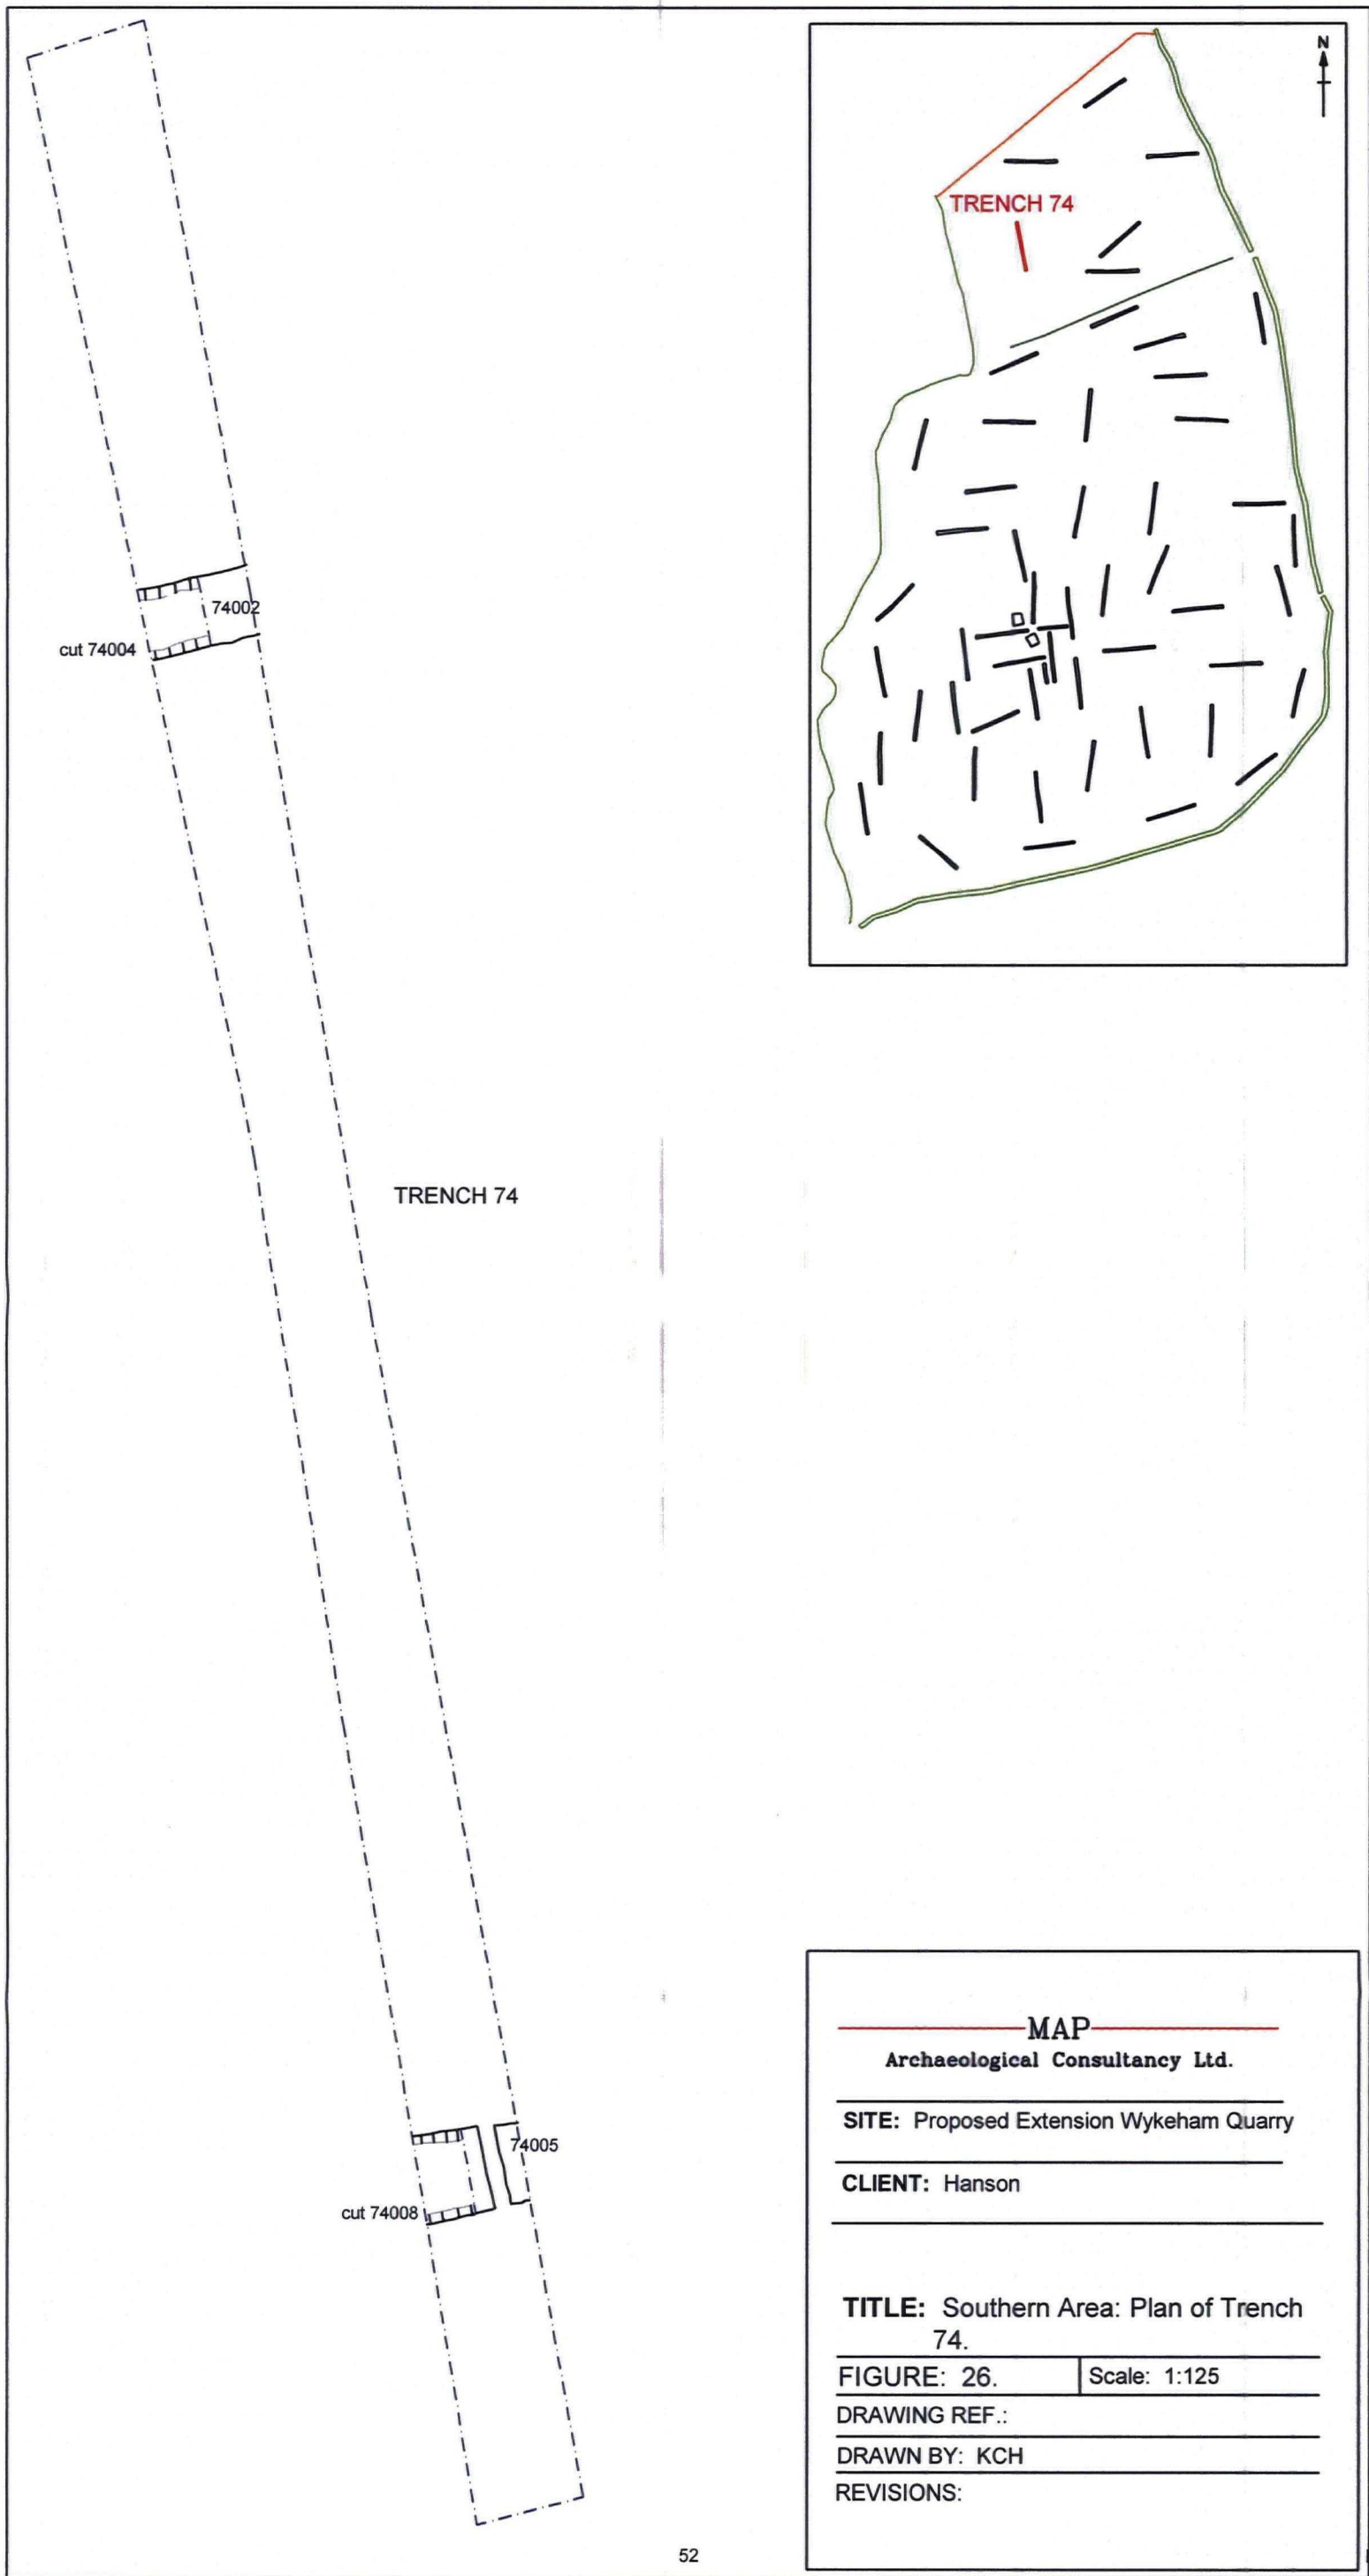 N
TRENCH 74
74002
cut 74004
TRENCH 74
74005
cut 74008
MAP
Archaeological Consultancy Ltd.
SITE: Proposed Extension Wykeham Quarry
CLIENT: Hanson
TITLE: Southern Area: Plan of Trench
74.
FIGURE: 26.
Scale: 1:125
DRAWING REF.:
DRAWN BY: KCH
REVISIONS:
52